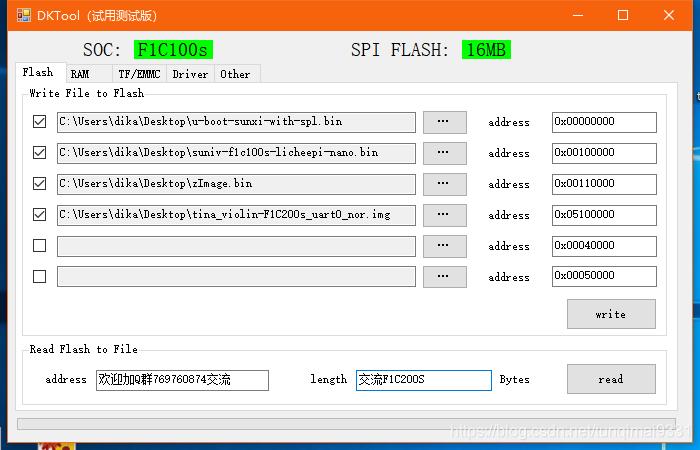 DKTool (试用测试版)
SOC: F1C100s SPI FLASH: 16MB
Flash RAM TF/EMMC Driver Other
Write File to Flash
C:\Users\dika\Desktop\u-boot-sunxi-with-spl.bin ... address 0x00000000
C:\Users\dika\Desktop\suniv-f1c100s-licheepi-nano.bin ... address 0x00100000
C:\Users\dika\Desktop\zImage.bin ... address 0x00110000
C:\Users\dika\Desktop\tina_violin-F1C200s_uart0_nor.img ... address 0x05100000
... address 0x00040000
... address 0x00050000
write
Read Flash to File
address 欢迎加Q群769760874交流 length 交流F1C200S Bytes read
https://blog.csdn.net/tunqimai9331